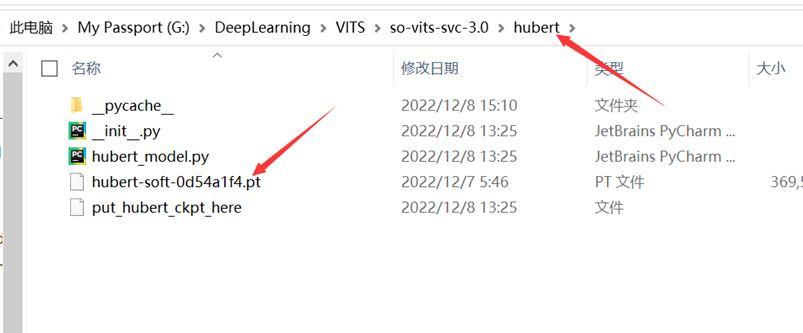 此电脑 > My Passport (G:) > DeepLearning > VITS > so-vits-svc-3.0 > hubert >
名称 修改日期 类型 大小
__pycache__ 2022/12/8 15:10 文件夹
__init__.py 2022/12/8 13:25 JetBrains PyCharm ...
hubert_model.py 2022/12/8 13:25 JetBrains PyCharm ...
hubert-soft-0d54a1f4.pt 2022/12/7 5:46 PT 文件 369,5
put_hubert_ckpt_here 2022/12/8 13:25 文件